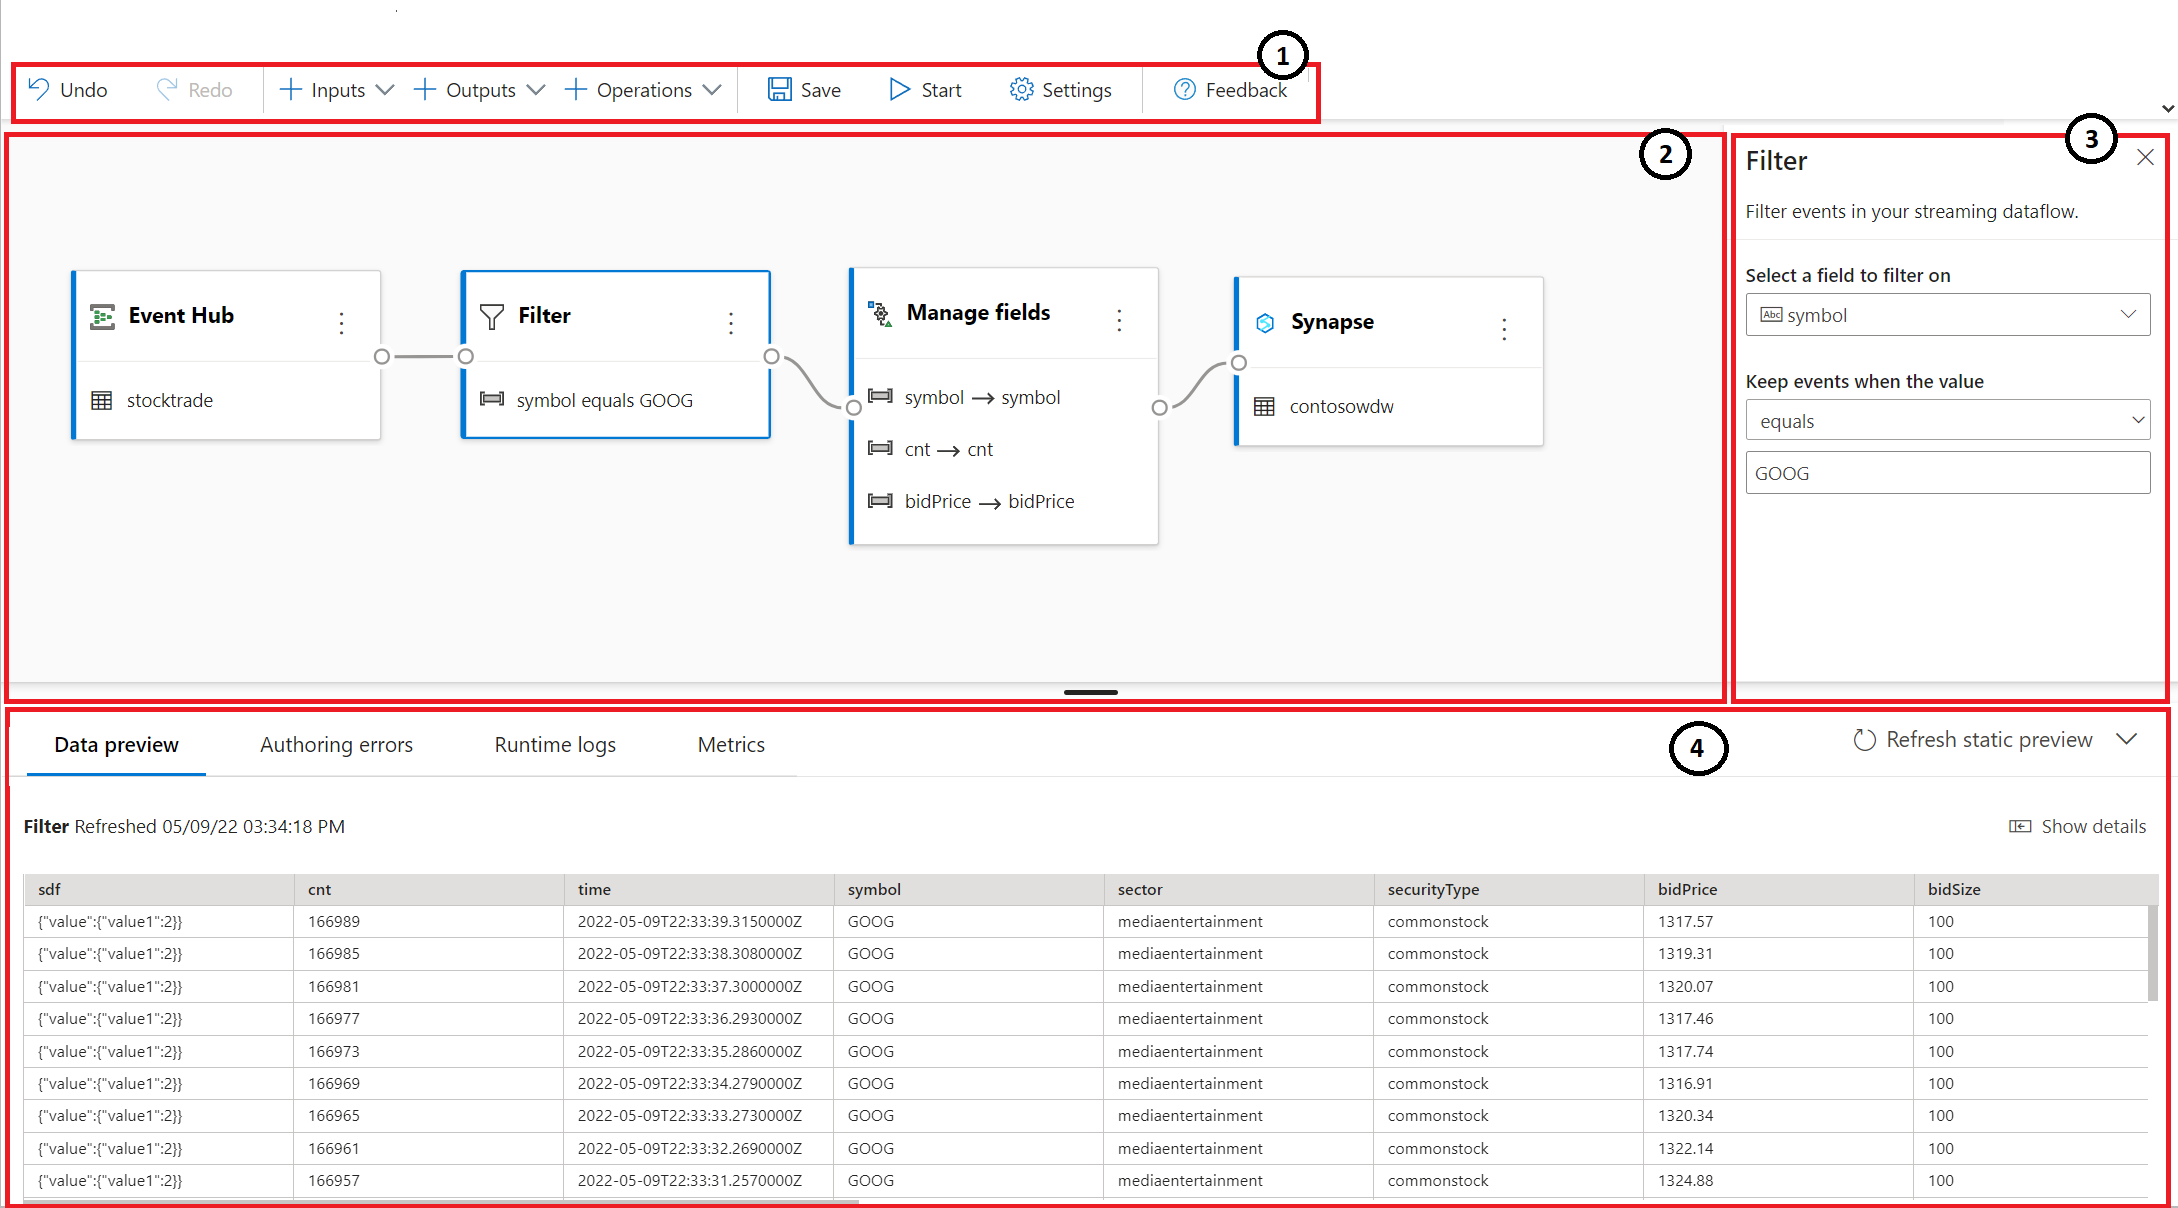 1
Undo Redo Inputs Outputs Operations Save Start Settings Feedback
2
3
Filter
Filter events in your streaming dataflow.
Select a field to filter on
Abc symbol
Keep events when the value
equals
GOOG
Event Hub
stocktrade
Filter
symbol equals GOOG
Manage fields
symbol → symbol
cnt → cnt
bidPrice → bidPrice
Synapse
contosowdw
Data preview Authoring errors Runtime logs Metrics 4 Refresh static preview
Filter Refreshed 05/09/22 03:34:18 PM Show details
sdf cnt time symbol sector securityType bidPrice bidSize
{"value":{"value1":2}} 166989 2022-05-09T22:33:39.3150000Z GOOG mediaentertainment commonstock 1317.57 100
{"value":{"value1":2}} 166985 2022-05-09T22:33:38.3080000Z GOOG mediaentertainment commonstock 1319.31 100
{"value":{"value1":2}} 166981 2022-05-09T22:33:37.3000000Z GOOG mediaentertainment commonstock 1320.07 100
{"value":{"value1":2}} 166977 2022-05-09T22:33:36.2930000Z GOOG mediaentertainment commonstock 1317.46 100
{"value":{"value1":2}} 166973 2022-05-09T22:33:35.2860000Z GOOG mediaentertainment commonstock 1317.74 100
{"value":{"value1":2}} 166969 2022-05-09T22:33:34.2790000Z GOOG mediaentertainment commonstock 1316.91 100
{"value":{"value1":2}} 166965 2022-05-09T22:33:33.2730000Z GOOG mediaentertainment commonstock 1320.34 100
{"value":{"value1":2}} 166961 2022-05-09T22:33:32.2690000Z GOOG mediaentertainment commonstock 1322.14 100
{"value":{"value1":2}} 166957 2022-05-09T22:33:31.2570000Z GOOG mediaentertainment commonstock 1324.88 100